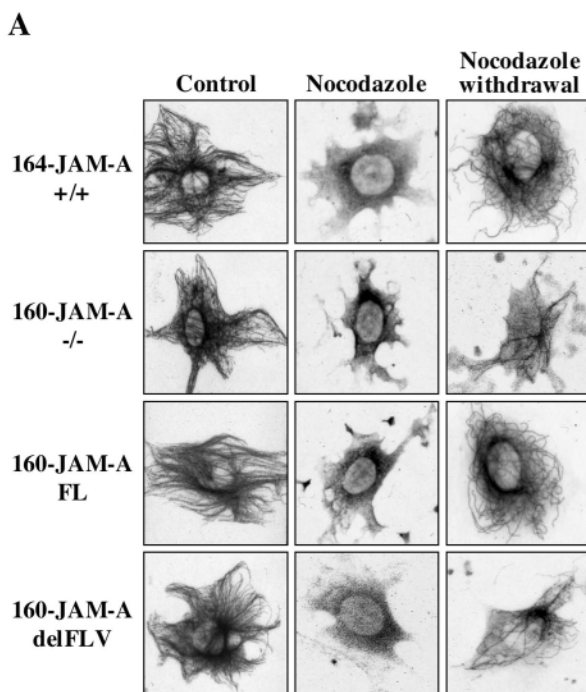 A
Control
Nocodazole
Nocodazole
withdrawal
164-JAM-A
+/+
160-JAM-A
-/-
160-JAM-A
FL
160-JAM-A
delFLV